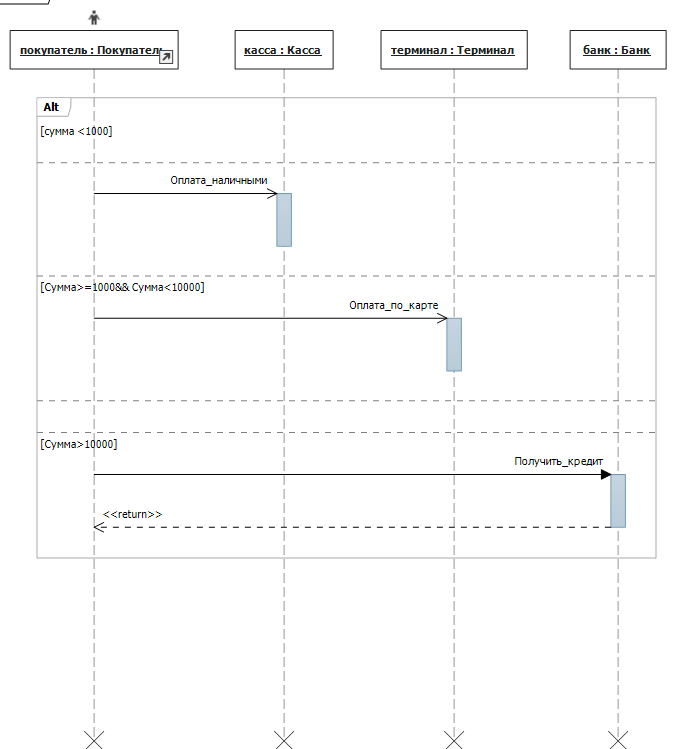 покупатель : Покупатель
касса : Касса
терминал : Терминал
банк : Банк
Alt
[сумма <1000]
Оплата_наличными
[Сумма>=1000&& Сумма<10000]
Оплата_по_карте
[Сумма>10000]
Получить_кредит
<<return>>